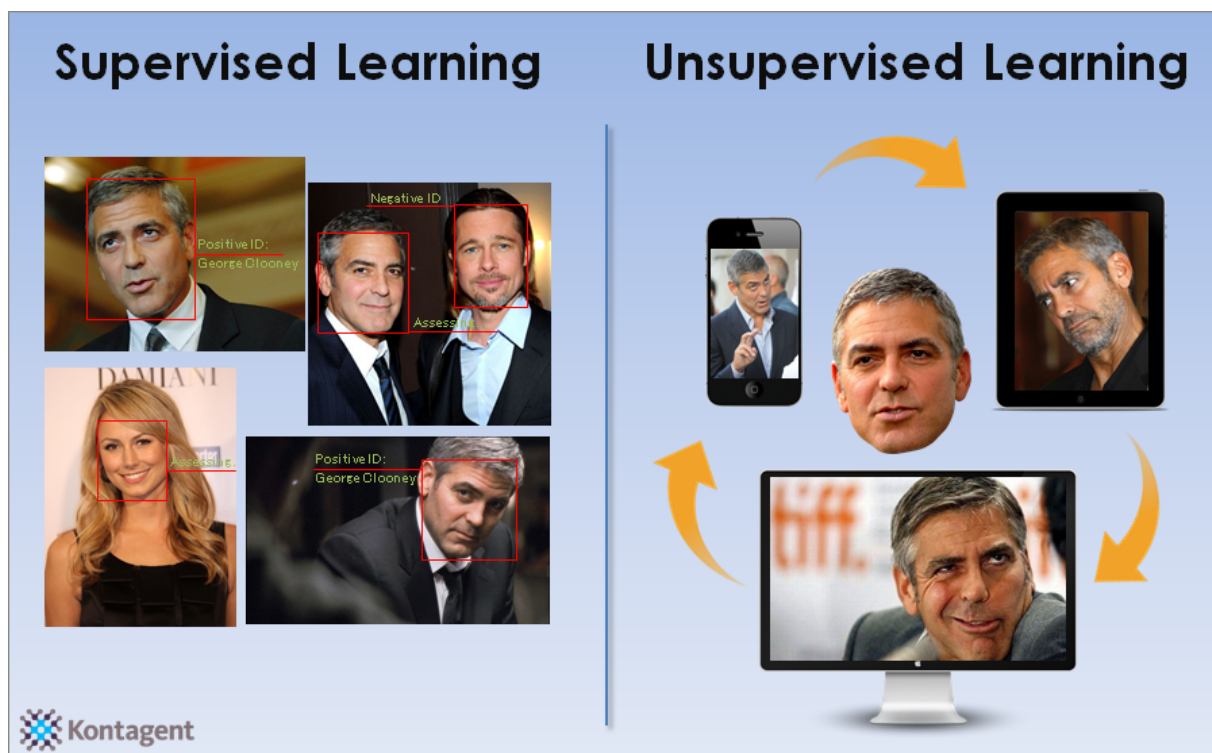 Supervised Learning
Unsupervised Learning
Positive ID:
George Clooney
Negative ID
Assessing
DAMIANI
Assessing.
Positive ID:
George Clooney
tiff.
Kontagent